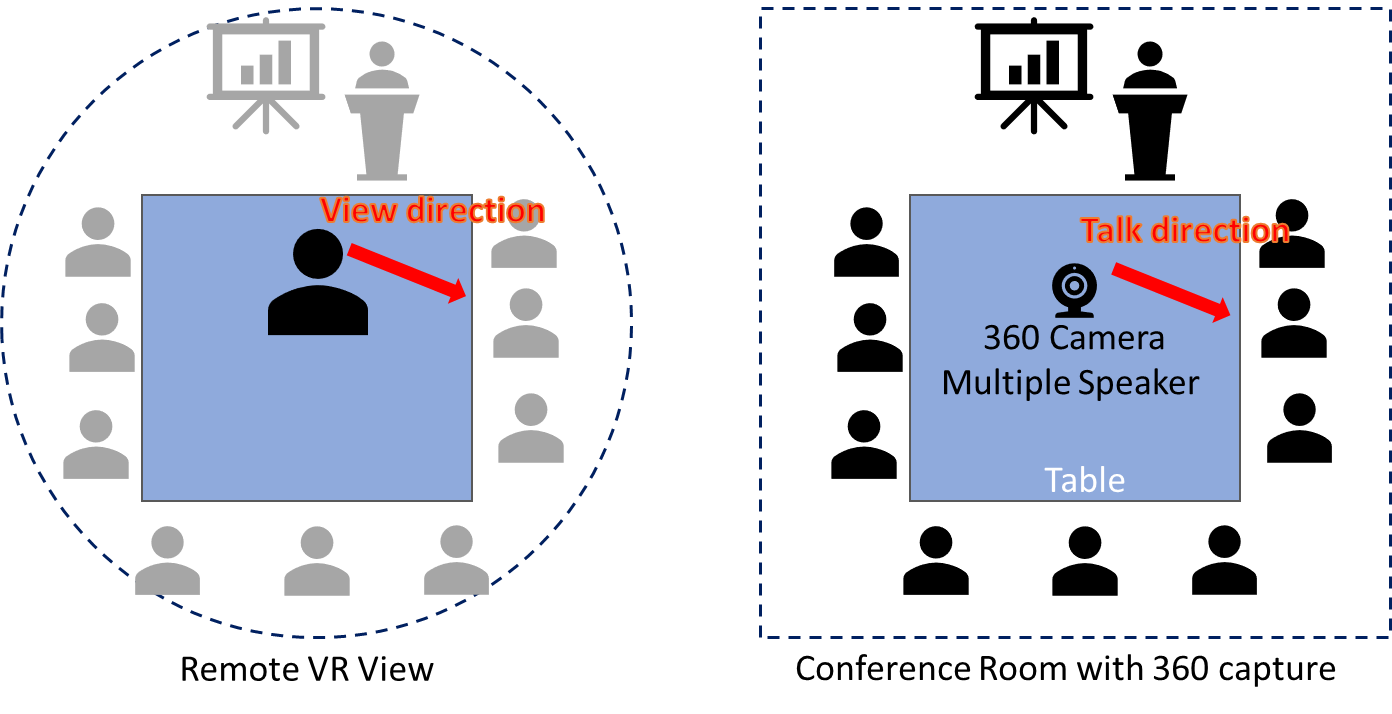 View direction
Remote VR View
Talk direction
360 Camera
Multiple Speaker
Table
Conference Room with 360 capture